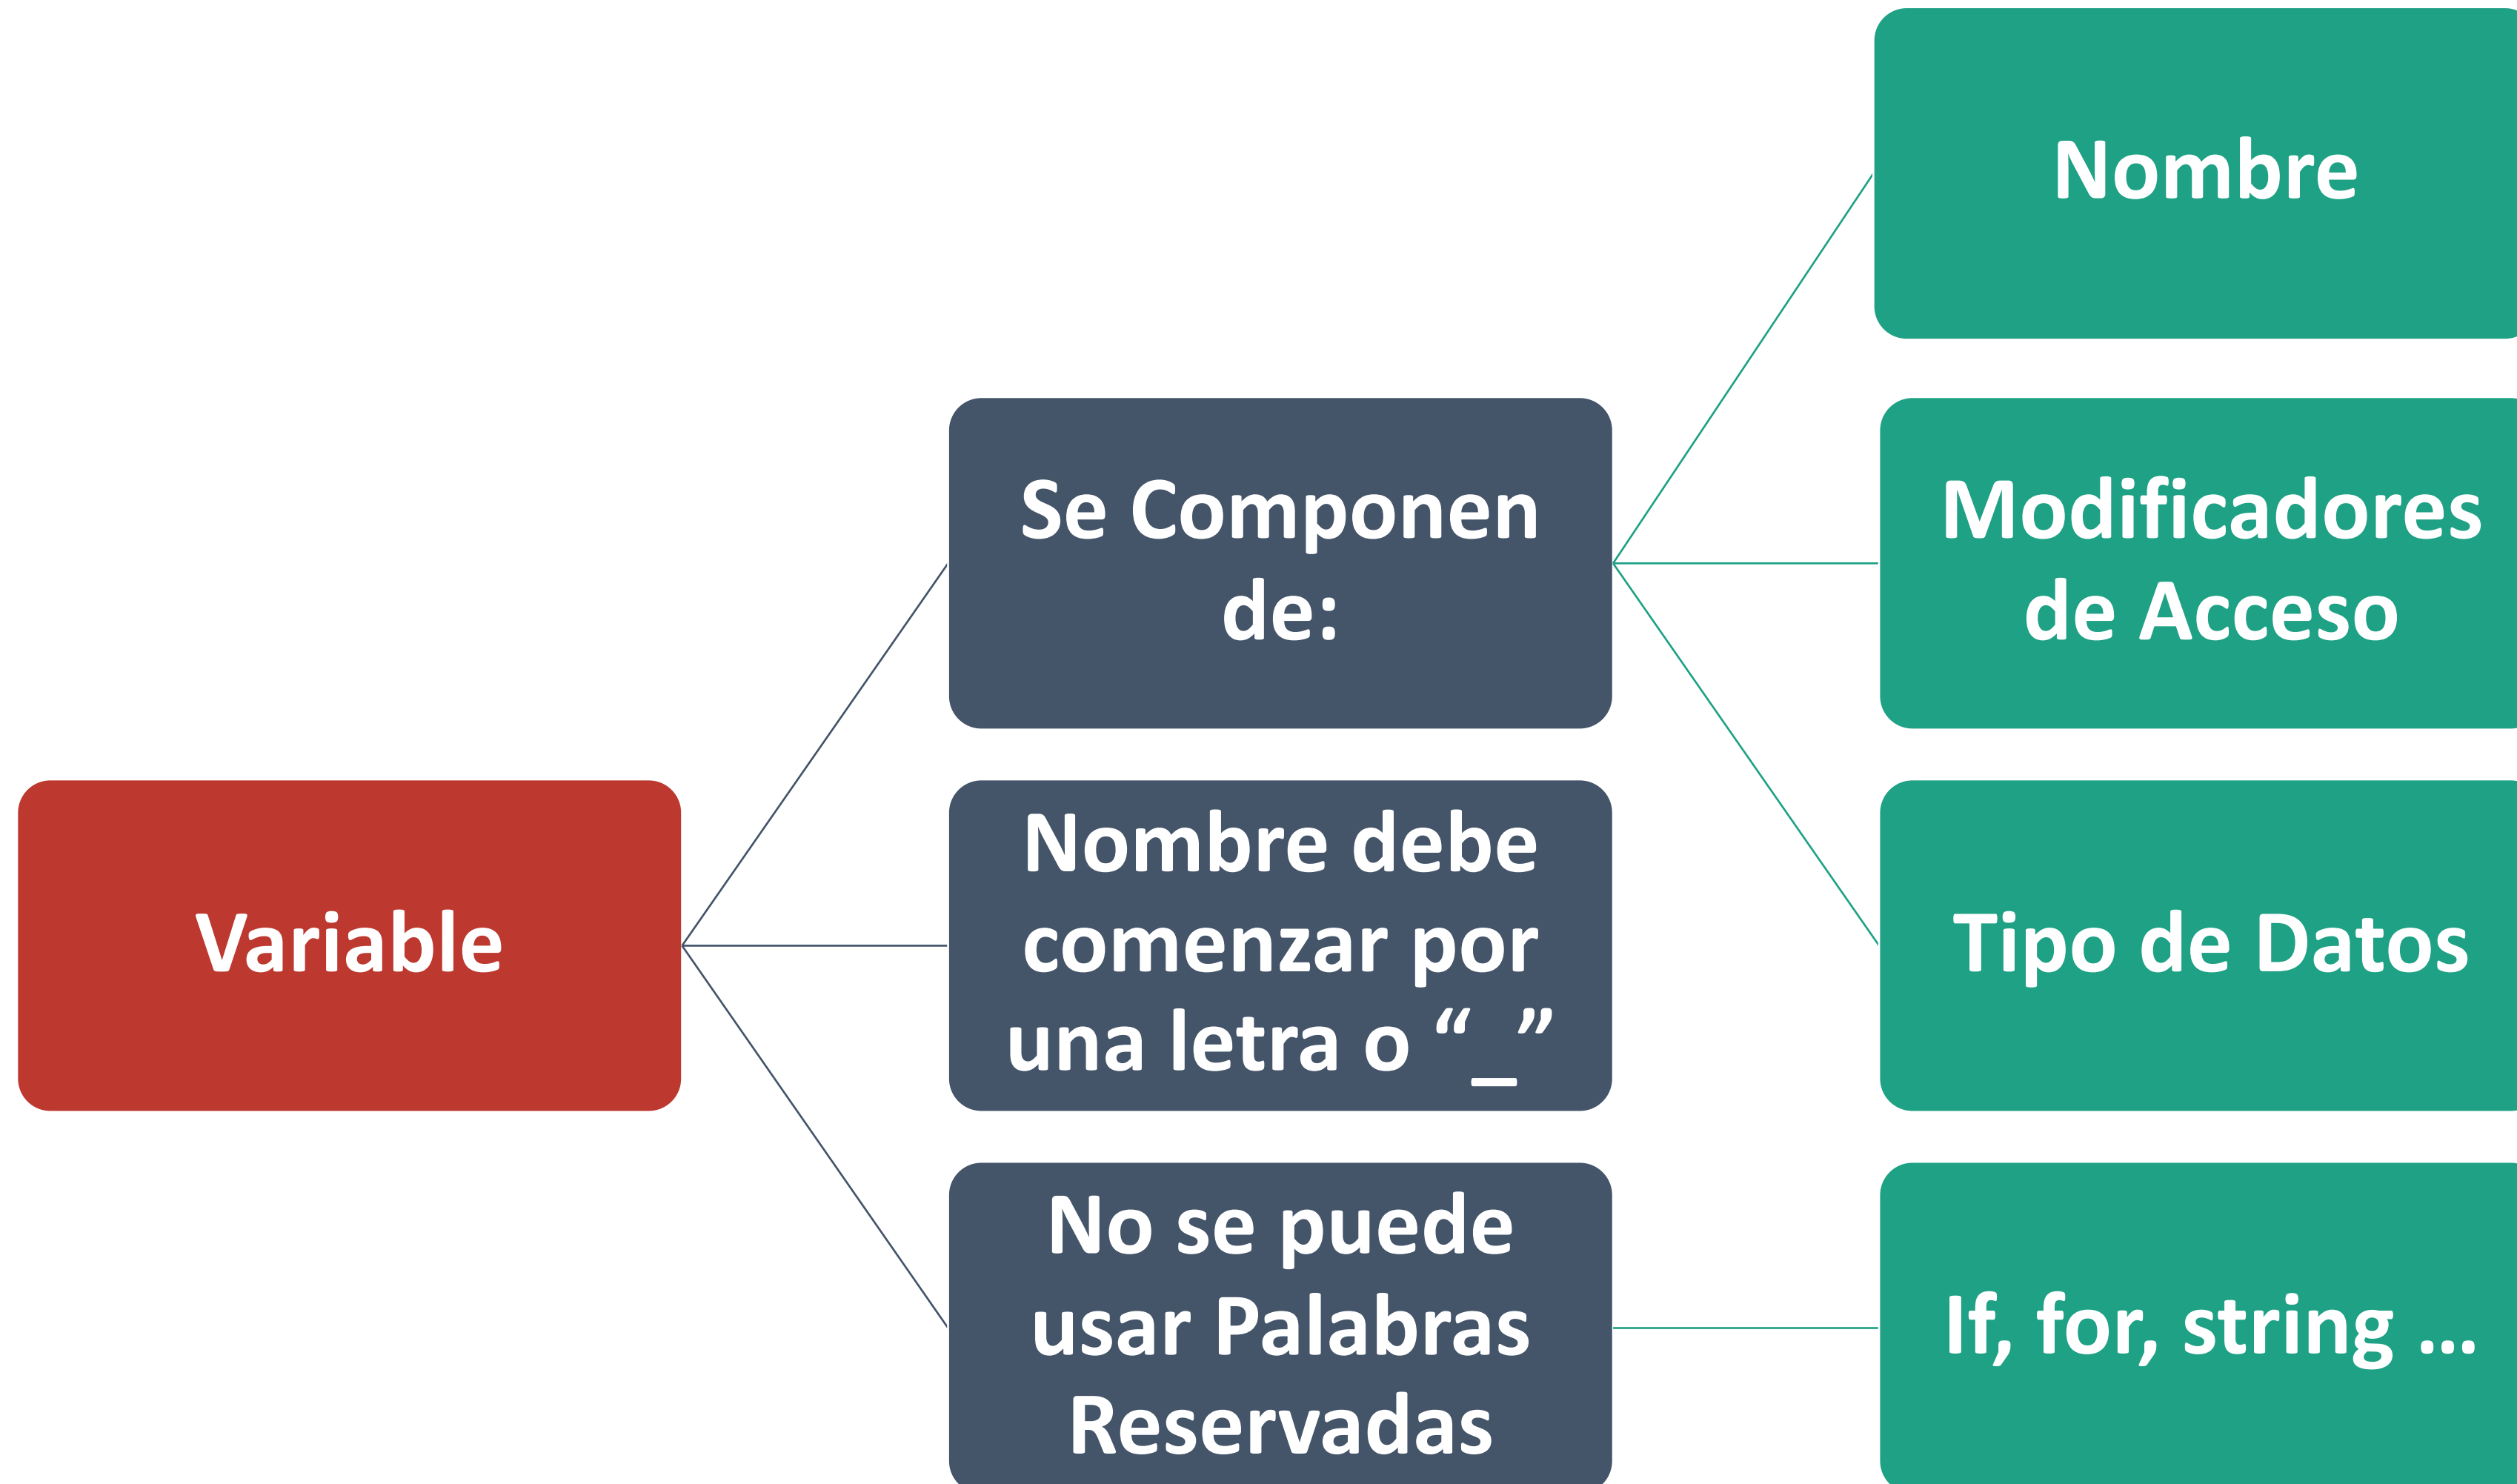 Variable
Se Componen
de:
Nombre
Modificadores
de Acceso
Tipo de Datos
Nombre debe
comenzar por
una letra o “_”
No se puede
usar Palabras
Reservadas
If, for, string ...